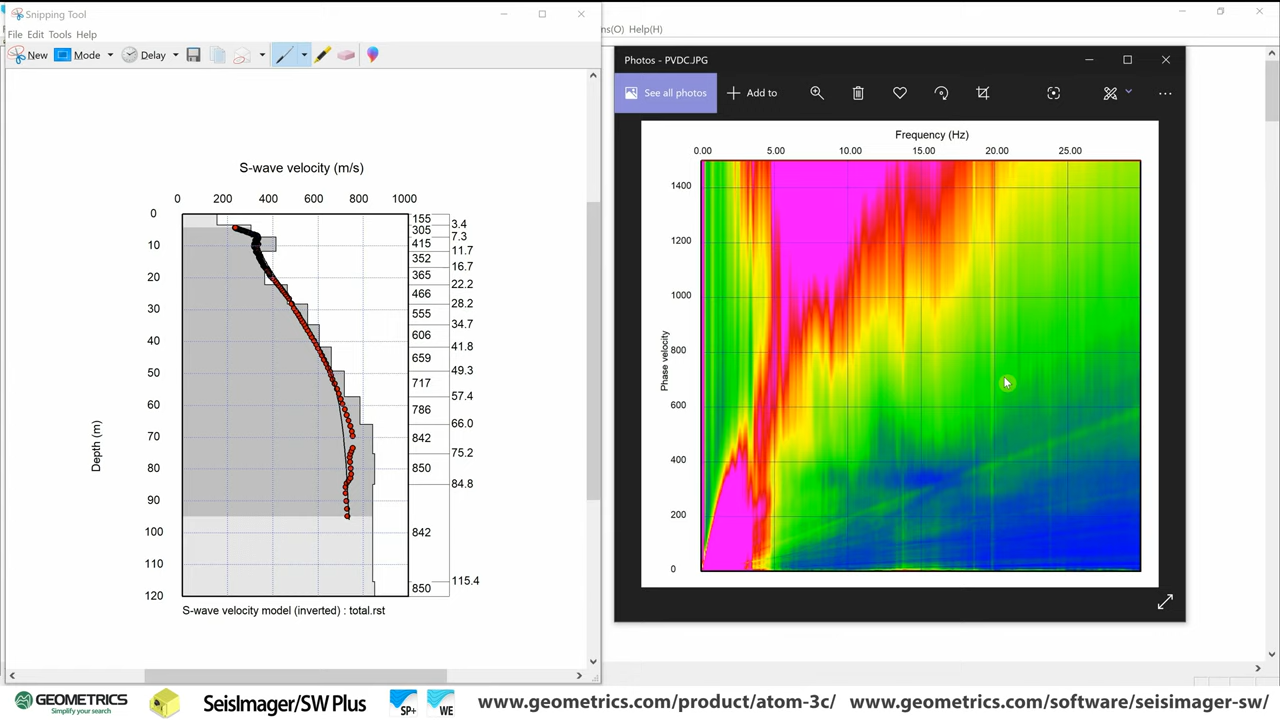 Snipping Tool
File Edit Tools Help
New Mode Delay
S-wave velocity (m/s)
0 200 400 600 800 1000
0
10
20
30
40
50
60
70
80
90
100
110
120
Depth (m)
155
305
415
352
365
466
555
606
659
717
786
842
850
842
850
3.4
7.3
11.7
16.7
22.2
28.2
34.7
41.8
49.3
57.4
66.0
75.2
84.8
115.4
S-wave velocity model (inverted) : total.rst
ns(O) Help(H)
Photos - PVDC.JPG
See all photos Add to
Frequency (Hz)
0.00 5.00 10.00 15.00 20.00 25.00
1400
1200
1000
800
600
400
200
0
Phase velocity
GEOMETRICS
Simplify your search
SeisImager/SW Plus
SP+
WE
www.geometrics.com/product/atom-3c/
www.geometrics.com/software/seisimager-sw/